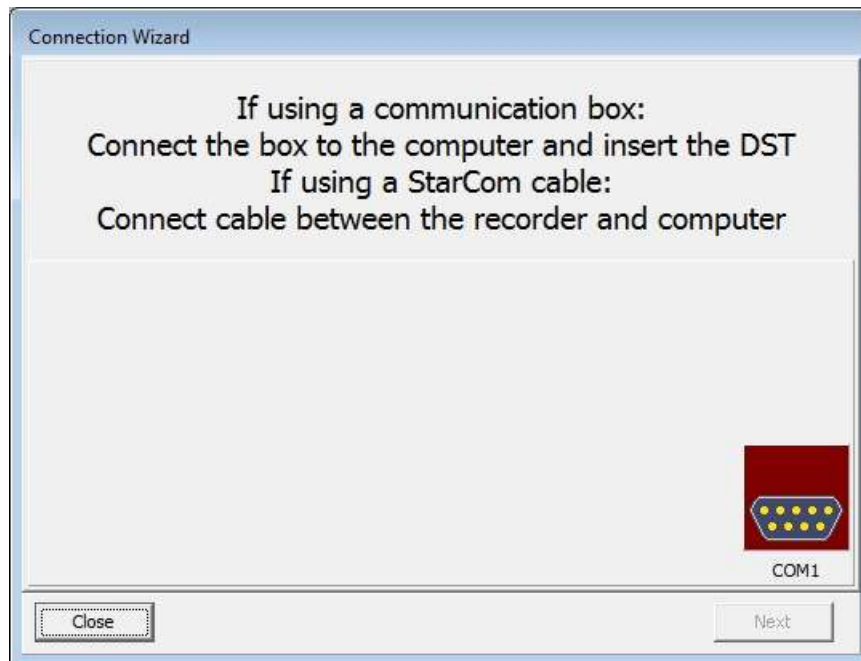 Connection Wizard
If using a communication box:
Connect the box to the computer and insert the DST
If using a StarCom cable:
Connect cable between the recorder and computer
COM1
Close
Next